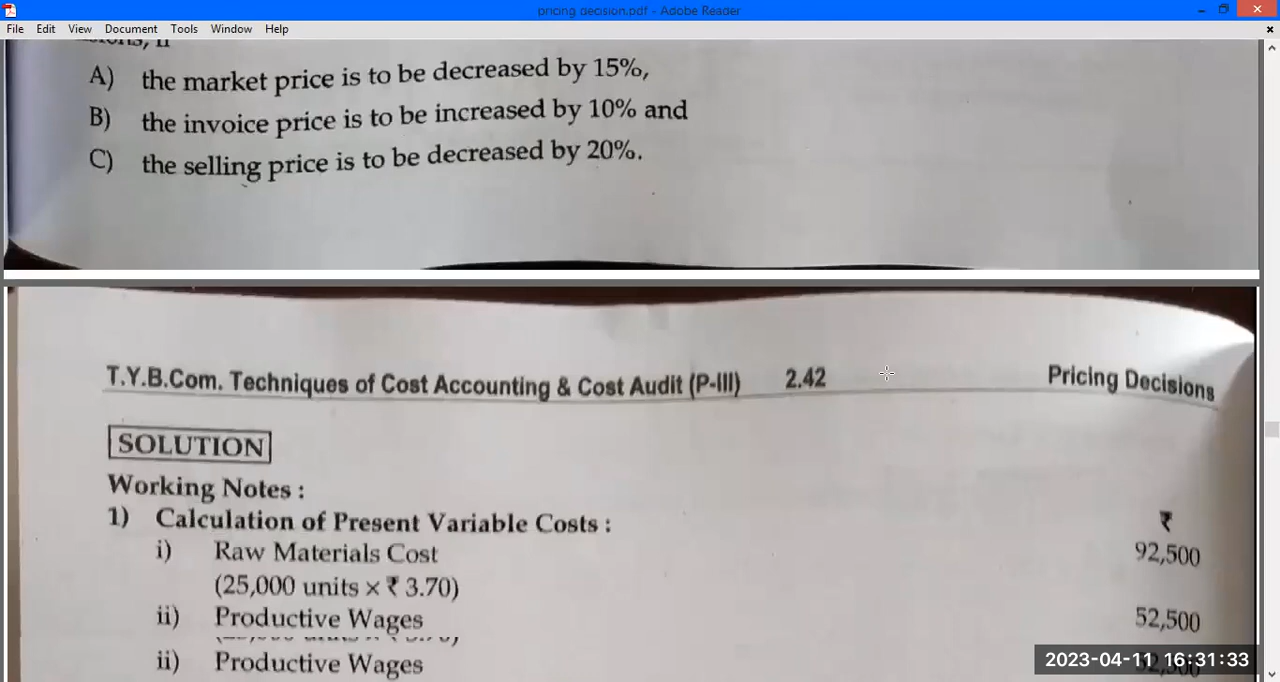 pricing decision.pdf - Adobe Reader
File Edit View Document Tools Window Help
A) the market price is to be decreased by 15%,
B) the invoice price is to be increased by 10% and
C) the selling price is to be decreased by 20%.
T.Y.B.Com. Techniques of Cost Accounting & Cost Audit (P-III) 2.42 Pricing Decisions
SOLUTION
Working Notes :
1) Calculation of Present Variable Costs : ₹
i) Raw Materials Cost 92,500
(25,000 units × ₹ 3.70)
ii) Productive Wages 52,500
ii) Productive Wages
2023-04-11 16:31:33